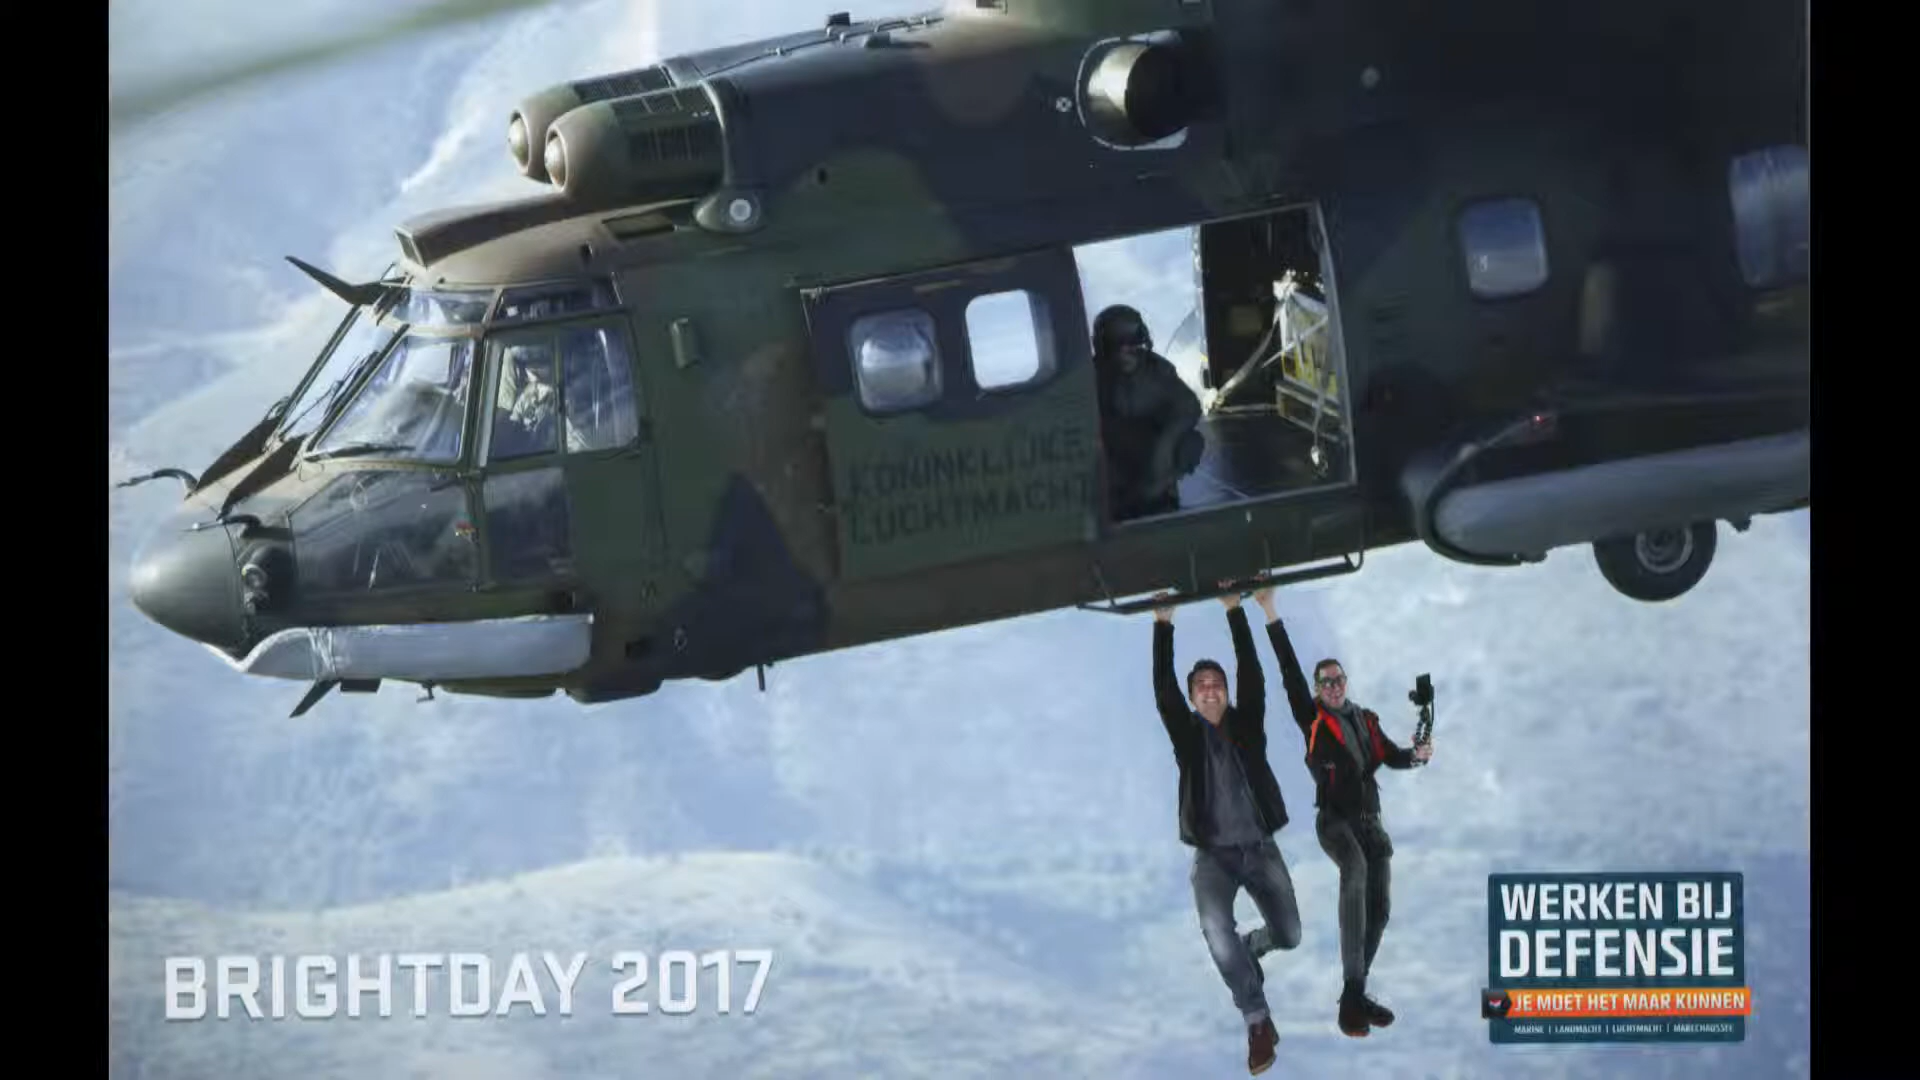 KONINKLIJKE
LUCHTMACHT
BRIGHTDAY 2017
WERKEN BIJ
DEFENSIE
JE MOET HET MAAR KUNNEN
MARINE | LANDMACHT | LUCHTMACHT | MARECHAUSSEE